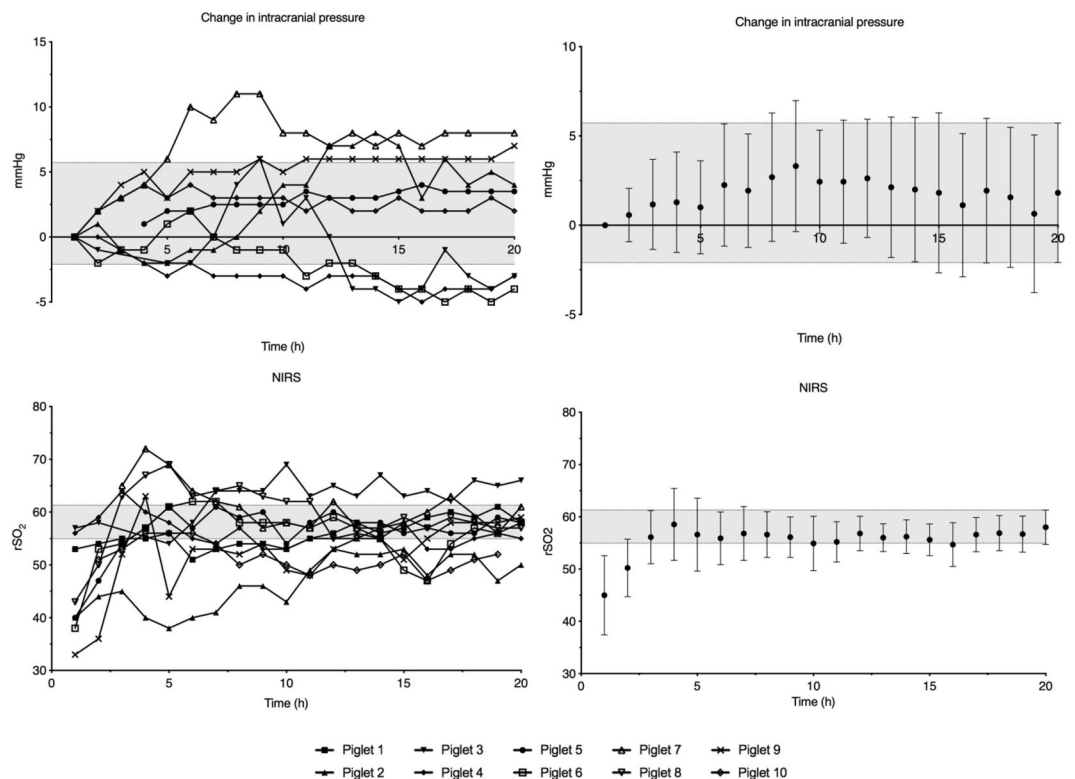 Change in intracranial pressure
15
10
5
0
-5
mmHg
5
10
15
20
Time (h)
Change in intracranial pressure
10
5
0
-5
mmHg
5
10
15
20
Time (h)
NIRS
80
70
60
50
40
30
rSO2
0
5
10
15
20
Time (h)
NIRS
80
70
60
50
40
30
rSO2
0
5
10
15
20
Time (h)
Piglet 1 Piglet 3 Piglet 5 Piglet 7 Piglet 9
Piglet 2 Piglet 4 Piglet 6 Piglet 8 Piglet 10